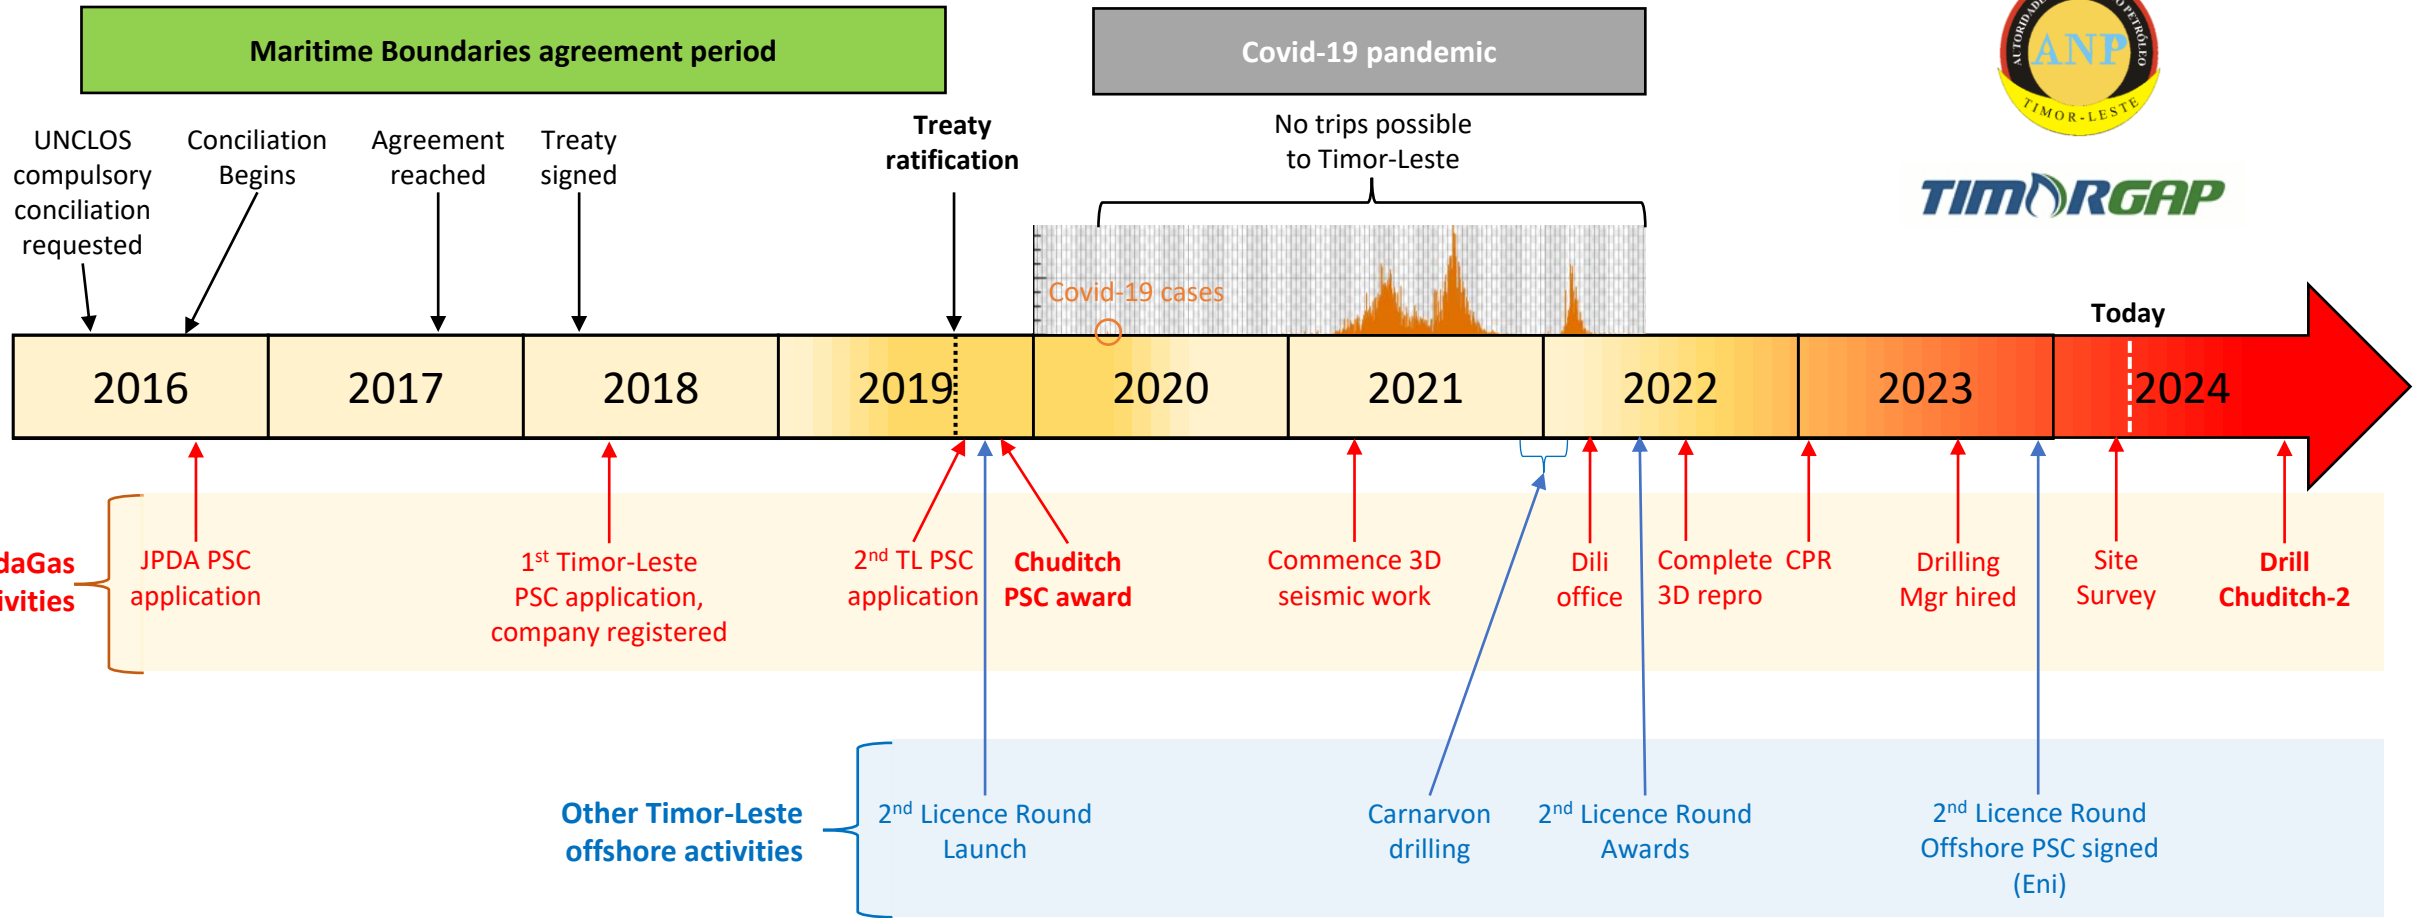 Maritime Boundaries agreement period
Covid-19 pandemic
ANP
TIMOR-LESTE
TIMORGAP
UNCLOS
compulsory
conciliation
requested
Conciliation
Begins
Agreement
reached
Treaty
signed
Treaty
ratification
No trips possible
to Timor-Leste
Covid-19 cases
Today
2016
2017
2018
2019
2020
2021
2022
2023
2024
daGas
ivities
JPDA PSC
application
1st Timor-Leste
PSC application,
company registered
2nd TL PSC
application
Chuditch
PSC award
Commence 3D
seismic work
Dili
office
Complete
3D repro
CPR
Drilling
Mgr hired
Site
Survey
Drill
Chuditch-2
Other Timor-Leste
offshore activities
2nd Licence Round
Launch
Carnarvon
drilling
2nd Licence Round
Awards
2nd Licence Round
Offshore PSC signed
(Eni)